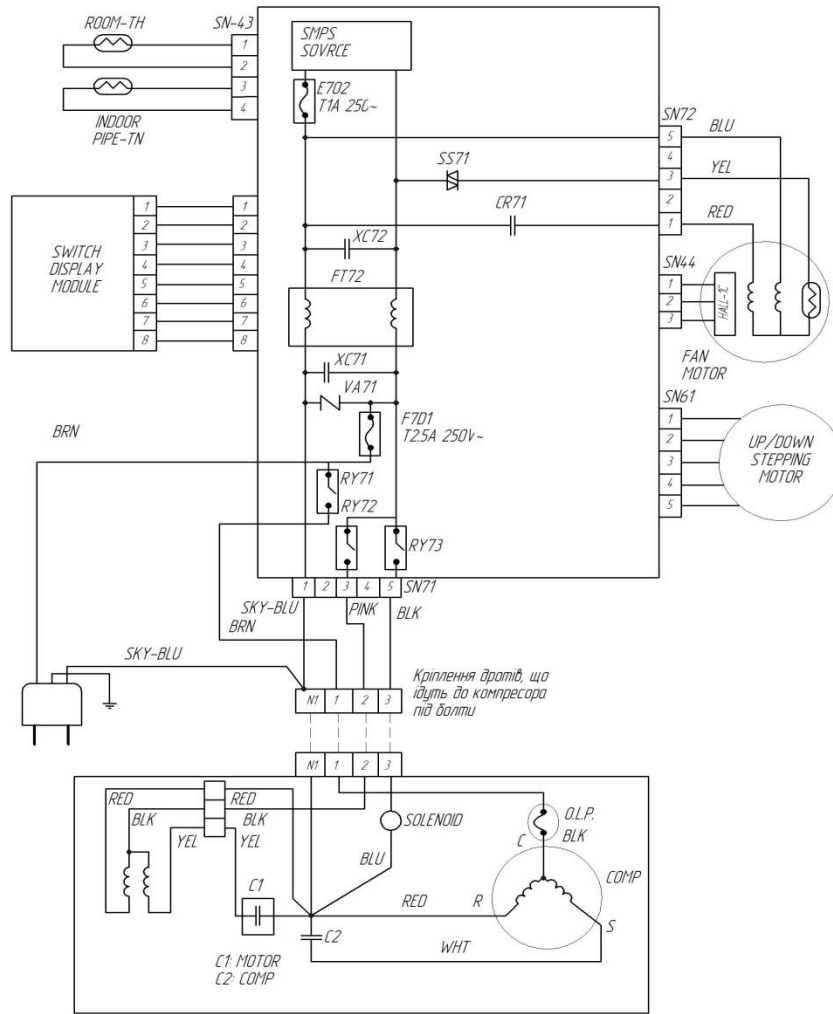 ROOM-TH
SN-43
1
2
3
4
INDOOR
PIPE-TN
SMPS
SOVRCE
E702
T1A 250~
SN72
5
4
3
2
1
BLU
YEL
RED
SS71
CR71
XC72
FT72
SWITCH
DISPLAY
MODULE
1 1
2 2
3 3
4 4
5 5
6 6
7 7
8 8
SN44
1
2
3
HALL-IC
FAN
MOTOR
XC71
VA71
F7D1
T2.5A 250V~
BRN
SN61
1
2
3
4
5
UP/DOWN
STEPPING
MOTOR
RY71
RY72
RY73
1 2 3 4 5 SN71
SKY-BLU
PINK
BLK
BRN
SKY-BLU
N1 1 2 3
Кріплення дротів, що
ідуть до компресора
під болти
N1 1 2 3
RED RED
BLK BLK
YEL YEL
SOLENOID
O.L.P.
C BLK
BLU
COMP
C1
RED R
S
C2
WHT
C1: MOTOR
C2: COMP